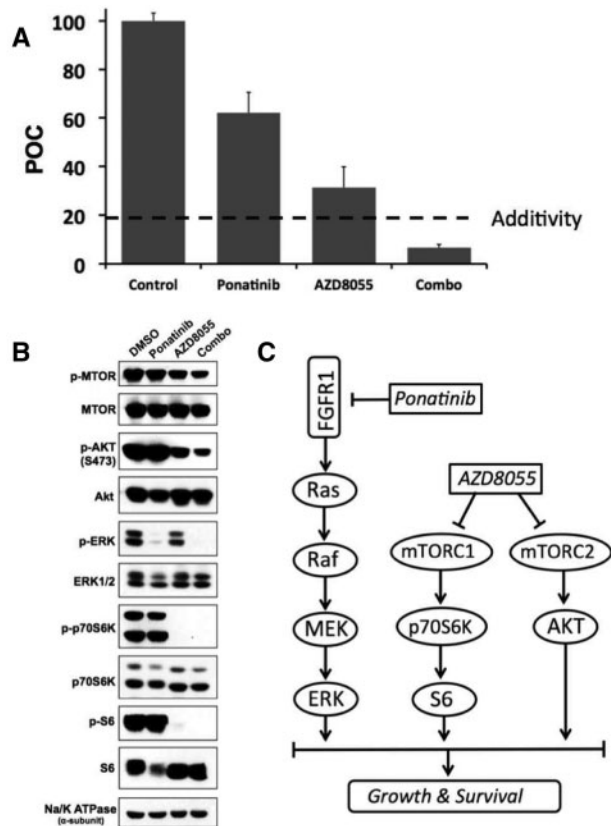 A
POC
100
80
60
40
20
0
Additivity
Control Ponatinib AZD8055 Combo
B
DMSO Ponatinib AZD8055 Combo
p-MTOR
MTOR
p-AKT
(S473)
Akt
p-ERK
ERK1/2
p-p70S6K
p70S6K
p-S6
S6
Na/K ATPase
(α-subunit)
C
FGFR1
Ponatinib
Ras
AZD8055
Raf
mTORC1 mTORC2
MEK
p70S6K
AKT
ERK
S6
Growth & Survival